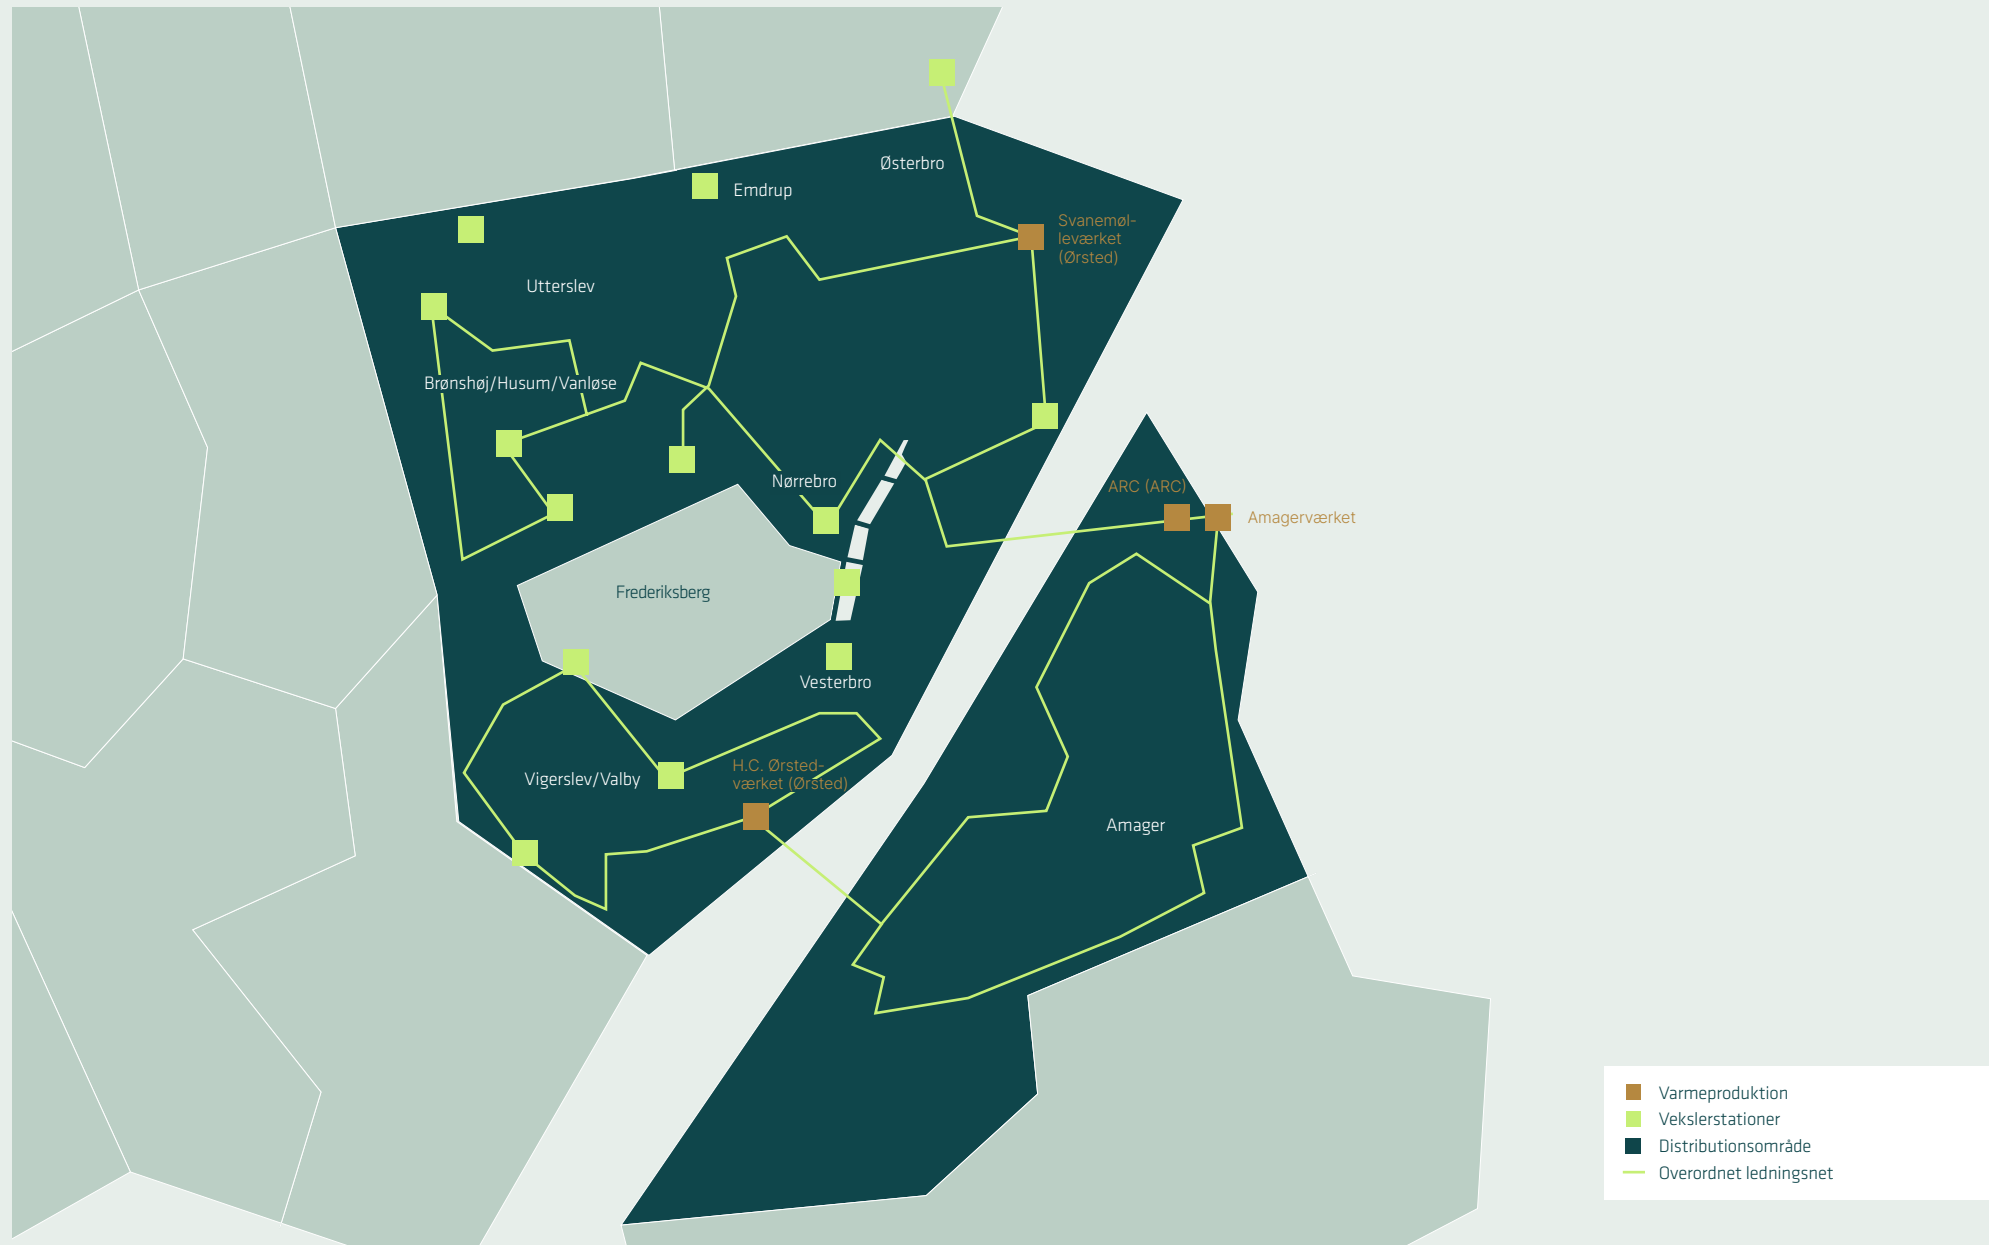 Østerbro
Emdrup
Svanemøl-
leværket
(Ørsted)
Utterslev
Brønshøj/Husum/Vanløse
Nørrebro
ARC (ARC)
Amagerværket
Frederiksberg
Vesterbro
H.C. Ørsted-
værket (Ørsted)
Vigerslev/Valby
Amager
Varmeproduktion
Vekslerstationer
Distributionsområde
Overordnet ledningsnet